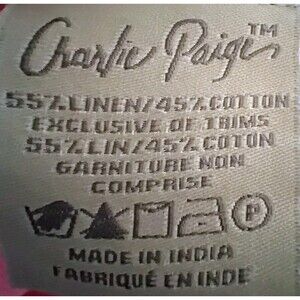 Charlie Paige™
55% LINEN/45% COTTON
EXCLUSIVE OF TRIMS
55% LIN/45% COTON
GARNITURE NON
COMPRISE
P
MADE IN INDIA
FABRIQUÉ EN INDE